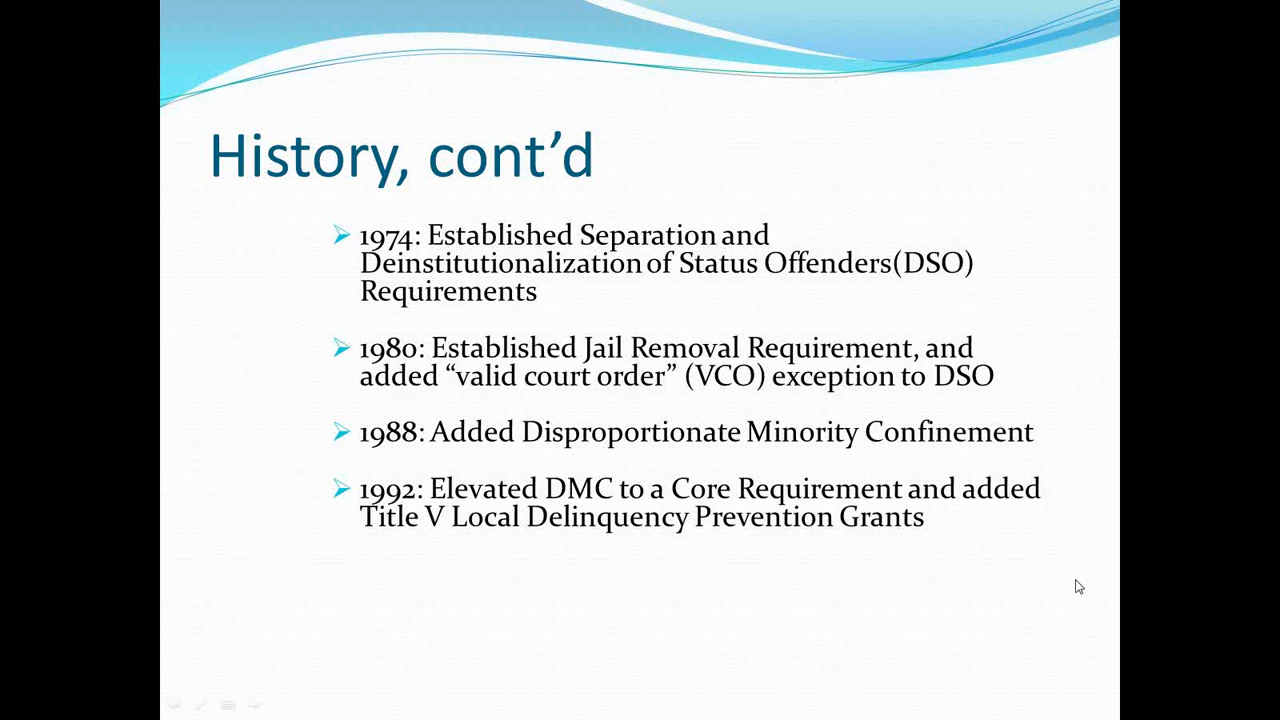 History, cont’d
1974: Established Separation and
Deinstitutionalization of Status Offenders(DSO)
Requirements
1980: Established Jail Removal Requirement, and
added “valid court order” (VCO) exception to DSO
1988: Added Disproportionate Minority Confinement
1992: Elevated DMC to a Core Requirement and added
Title V Local Delinquency Prevention Grants